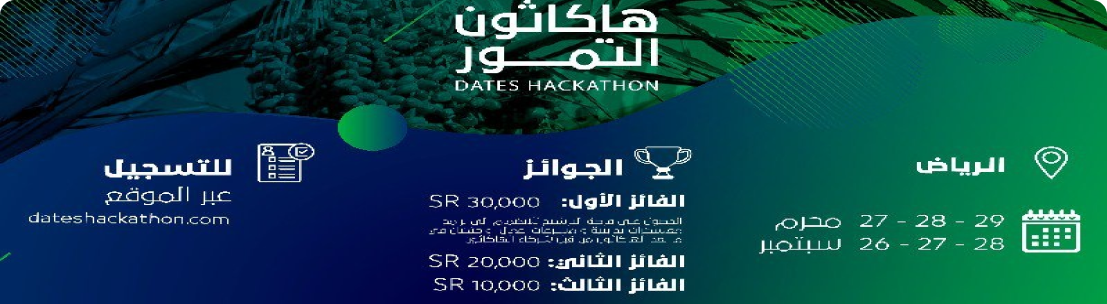 هاكاثون
التمور
DATES HACKATHON
الرياض
27 - 28 - 29 محرم
26 - 27 - 28 سبتمبر
الجوائز
الفائز الأول: SR 30,000
الفائز الثاني: SR 20,000
الفائز الثالث: SR 10,000
للتسجيل
عبر الموقع
dateshackathon.com